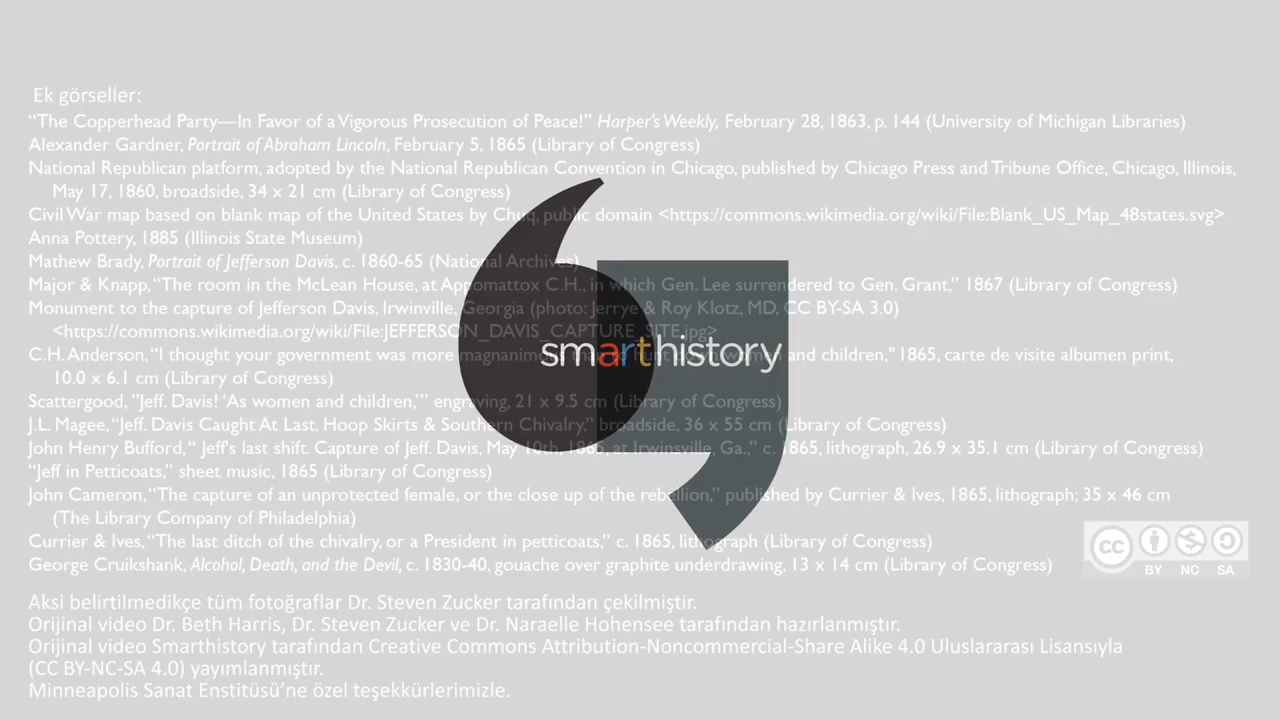 Ek görseller:
“The Copperhead Party—In Favor of a Vigorous Prosecution of Peace!” Harper’s Weekly, February 28, 1863, p. 144 (University of Michigan Libraries)
Alexander Gardner, Portrait of Abraham Lincoln, February 5, 1865 (Library of Congress)
National Republican platform, adopted by the National Republican Convention in Chicago, published by Chicago Press and Tribune Office, Chicago, Illinois,
May 17, 1860, broadside, 34 x 21 cm (Library of Congress)
Civil War map based on blank map of the United States by Chuq, public domain <https://commons.wikimedia.org/wiki/File:Blank_US_Map_48states.svg>
Anna Pottery, 1885 (Illinois State Museum)
Mathew Brady, Portrait of Jefferson Davis, c. 1860-65 (National Archives)
Major & Knapp, “The room in the McLean House, at Appomattox C.H., in which Gen. Lee surrendered to Gen. Grant,” 1867 (Library of Congress)
Monument to the capture of Jefferson Davis, Irwinville, Georgia (photo: Jerrye & Roy Klotz, MD, CC BY-SA 3.0)
<https://commons.wikimedia.org/wiki/File:JEFFERSON_DAVIS_CAPTURE_SITE.jpg>
smarthistory
C.H. Anderson, “I thought your government was more magnanimous women and children,” 1865, carte de visite albumen print,
10.0 x 6.1 cm (Library of Congress)
Scattergood, ”Jeff. Davis! ‘As women and children,’” engraving, 21 x 9.5 cm (Library of Congress)
J.L. Magee, “Jeff. Davis Caught At Last. Hoop Skirts & Southern Chivalry,” broadside, 36 x 55 cm (Library of Congress)
John Henry Bufford, “ Jeff’s last shift. Capture of Jeff. Davis, May 10th, 1865, at Irwinsville, Ga.,” c. 1865, lithograph, 26.9 x 35.1 cm (Library of Congress)
“Jeff in Petticoats,” sheet music, 1865 (Library of Congress)
John Cameron, “The capture of an unprotected female, or the close up of the rebellion,” published by Currier & Ives, 1865, lithograph; 35 x 46 cm
(The Library Company of Philadelphia)
Currier & Ives, “The last ditch of the chivalry, or a President in petticoats,” c. 1865, lithograph (Library of Congress)
George Cruikshank, Alcohol, Death, and the Devil, c. 1830-40, gouache over graphite underdrawing, 13 x 14 cm (Library of Congress)
cc BY NC SA
Aksi belirtilmedikçe tüm fotoğraflar Dr. Steven Zucker tarafından çekilmiştir.
Orijinal video Dr. Beth Harris, Dr. Steven Zucker ve Dr. Naraelle Hohensee tarafından hazırlanmıştır.
Orijinal video Smarthistory tarafından Creative Commons Attribution-Noncommercial-Share Alike 4.0 Uluslararası Lisansıyla
(CC BY-NC-SA 4.0) yayımlanmıştır.
Minneapolis Sanat Enstitüsü’ne özel teşekkürlerimizle.